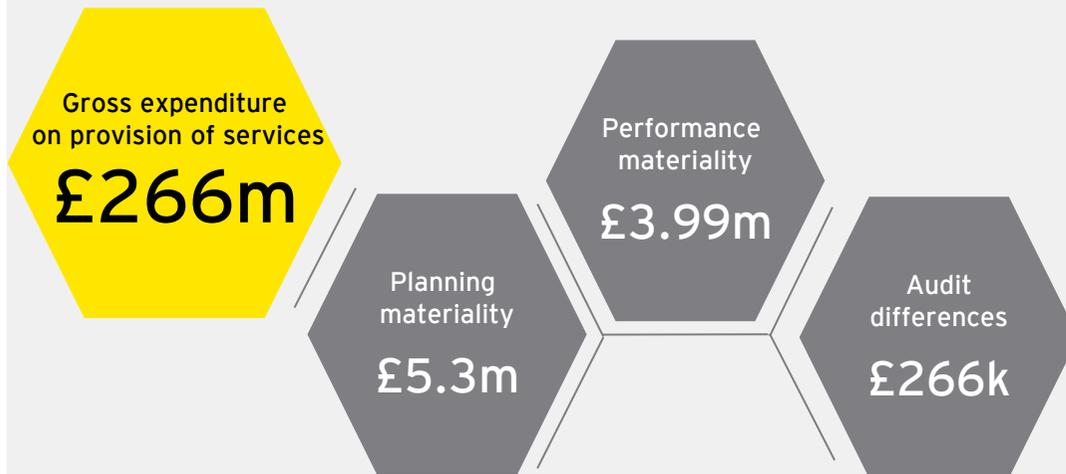 Gross expenditure
on provision of services
£266m
Planning
materiality
£5.3m
Performance
materiality
£3.99m
Audit
differences
£266k